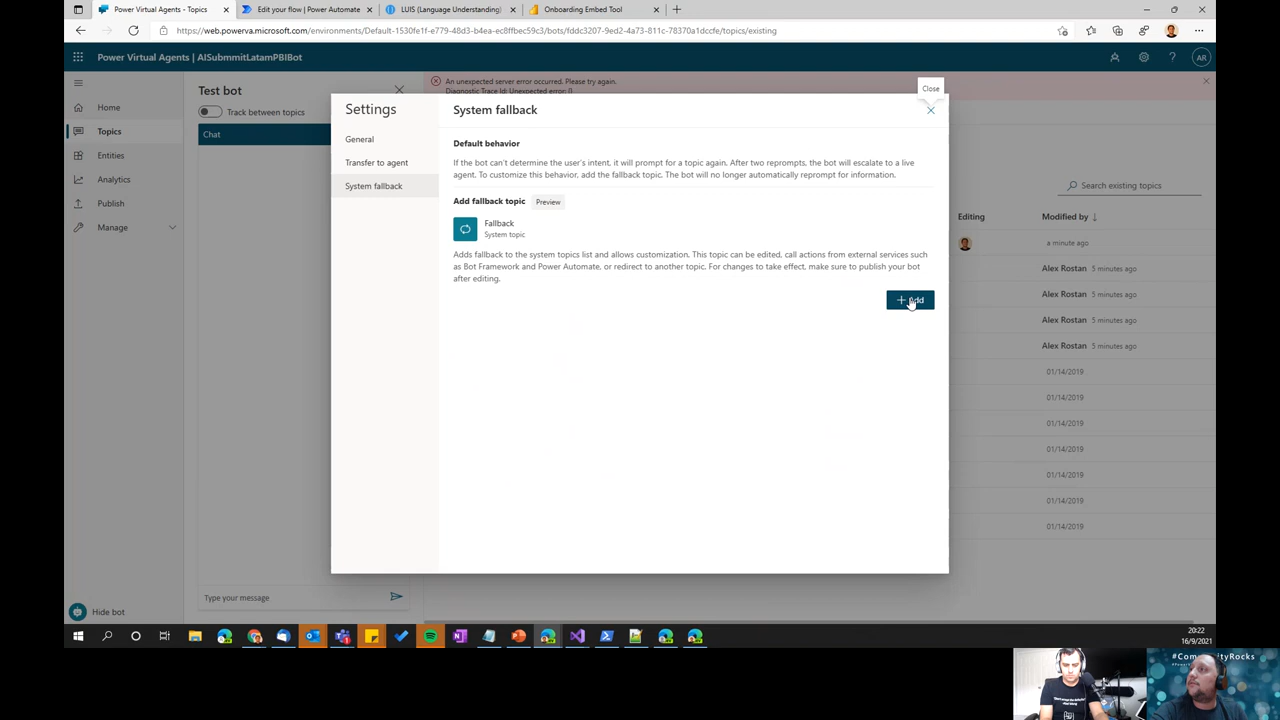 Power Virtual Agents - Topics
Edit your flow | Power Automate
LUIS (Language Understanding)
Onboarding Embed Tool
https://web.powerva.microsoft.com/environments/Default-1530fe1f-e779-48d3-b4ea-ec8ffbec59c3/bots/fddc3207-9ed2-4a73-811c-78370a1dccfe/topics/existing
Power Virtual Agents | AISubmmitLatamPBIBot
AR
Home
Topics
Entities
Analytics
Publish
Manage
Hide bot
Test bot
Track between topics
Chat
Type your message
An unexpected server error occurred. Please try again.
Diagnostic Trace Id: Unexpected error: 0
Close
Settings
General
Transfer to agent
System fallback
System fallback
Default behavior
If the bot can't determine the user's intent, it will prompt for a topic again. After two reprompts, the bot will escalate to a live
agent. To customize this behavior, add the fallback topic. The bot will no longer automatically reprompt for information.
Add fallback topic Preview
Fallback
System topic
Adds fallback to the system topics list and allows customization. This topic can be edited, call actions from external services such
as Bot Framework and Power Automate, or redirect to another topic. For changes to take effect, make sure to publish your bot
after editing.
Add
Search existing topics
Editing Modified by
a minute ago
Alex Rostan 5 minutes ago
Alex Rostan 5 minutes ago
Alex Rostan 5 minutes ago
Alex Rostan 5 minutes ago
01/14/2019
01/14/2019
01/14/2019
01/14/2019
01/14/2019
01/14/2019
01/14/2019
20:22
16/9/2021
#CommunityRocks